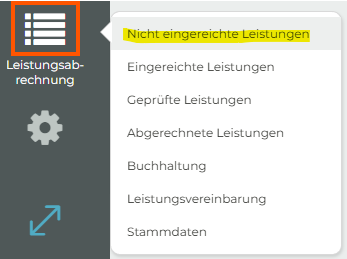 Leistungsab-
rechnung
Nicht eingereichte Leistungen
Eingereichte Leistungen
Geprüfte Leistungen
Abgerechnete Leistungen
Buchhaltung
Leistungsvereinbarung
Stammdaten